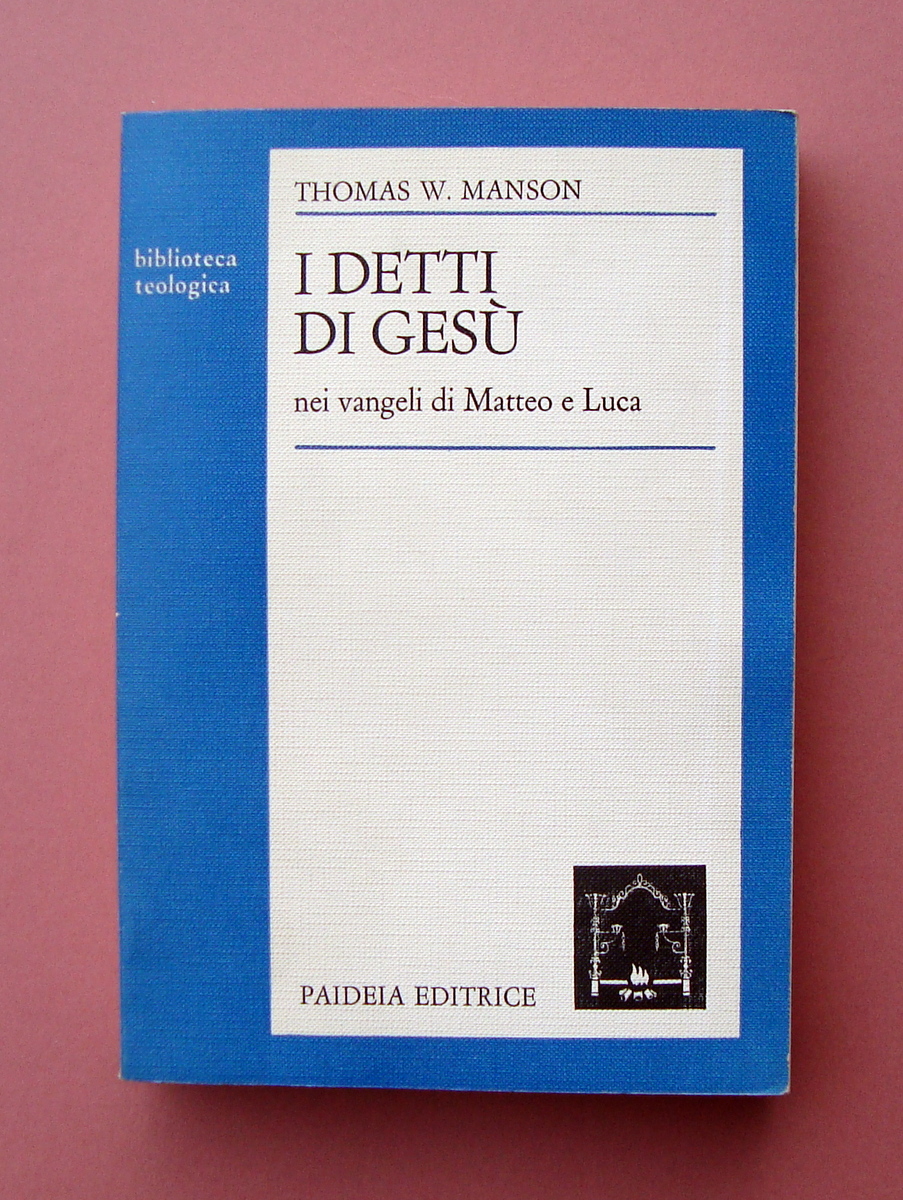 THOMAS W. MANSON
biblioteca
teologica
I DETTI
DI GESÙ
nei vangeli di Matteo e Luca
PAIDEIA EDITRICE